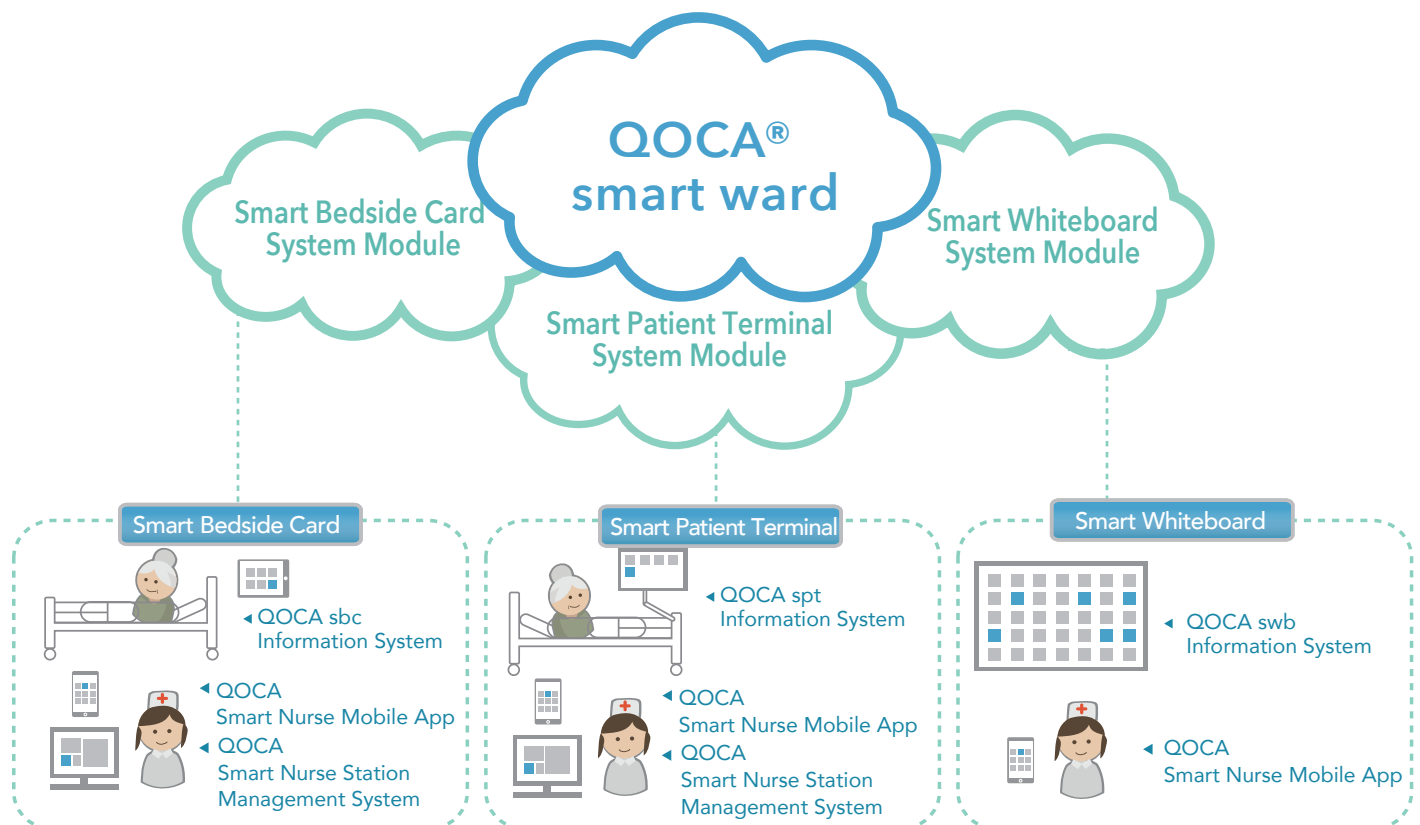 QOCA®
smart ward
Smart Bedside Card
System Module
Smart Whiteboard
System Module
Smart Patient Terminal
System Module
Smart Bedside Card
QOCA sbc
Information System
QOCA
Smart Nurse Mobile App
QOCA
Smart Nurse Station
Management System
Smart Patient Terminal
QOCA spt
Information System
QOCA
Smart Nurse Mobile App
QOCA
Smart Nurse Station
Management System
Smart Whiteboard
QOCA swb
Information System
QOCA
Smart Nurse Mobile App